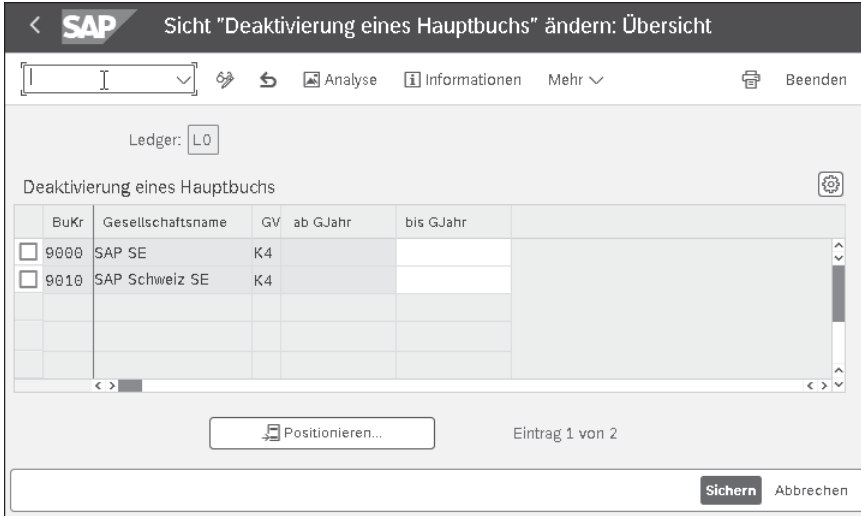 SAP Sicht "Deaktivierung eines Hauptbuchs" ändern: Übersicht
Analyse Informationen Mehr Beenden
Ledger: L0
Deaktivierung eines Hauptbuchs
BuKr Gesellschaftsname GV ab GJahr bis GJahr
9000 SAP SE K4
9010 SAP Schweiz SE K4
Positionieren... Eintrag 1 von 2
Sichern Abbrechen